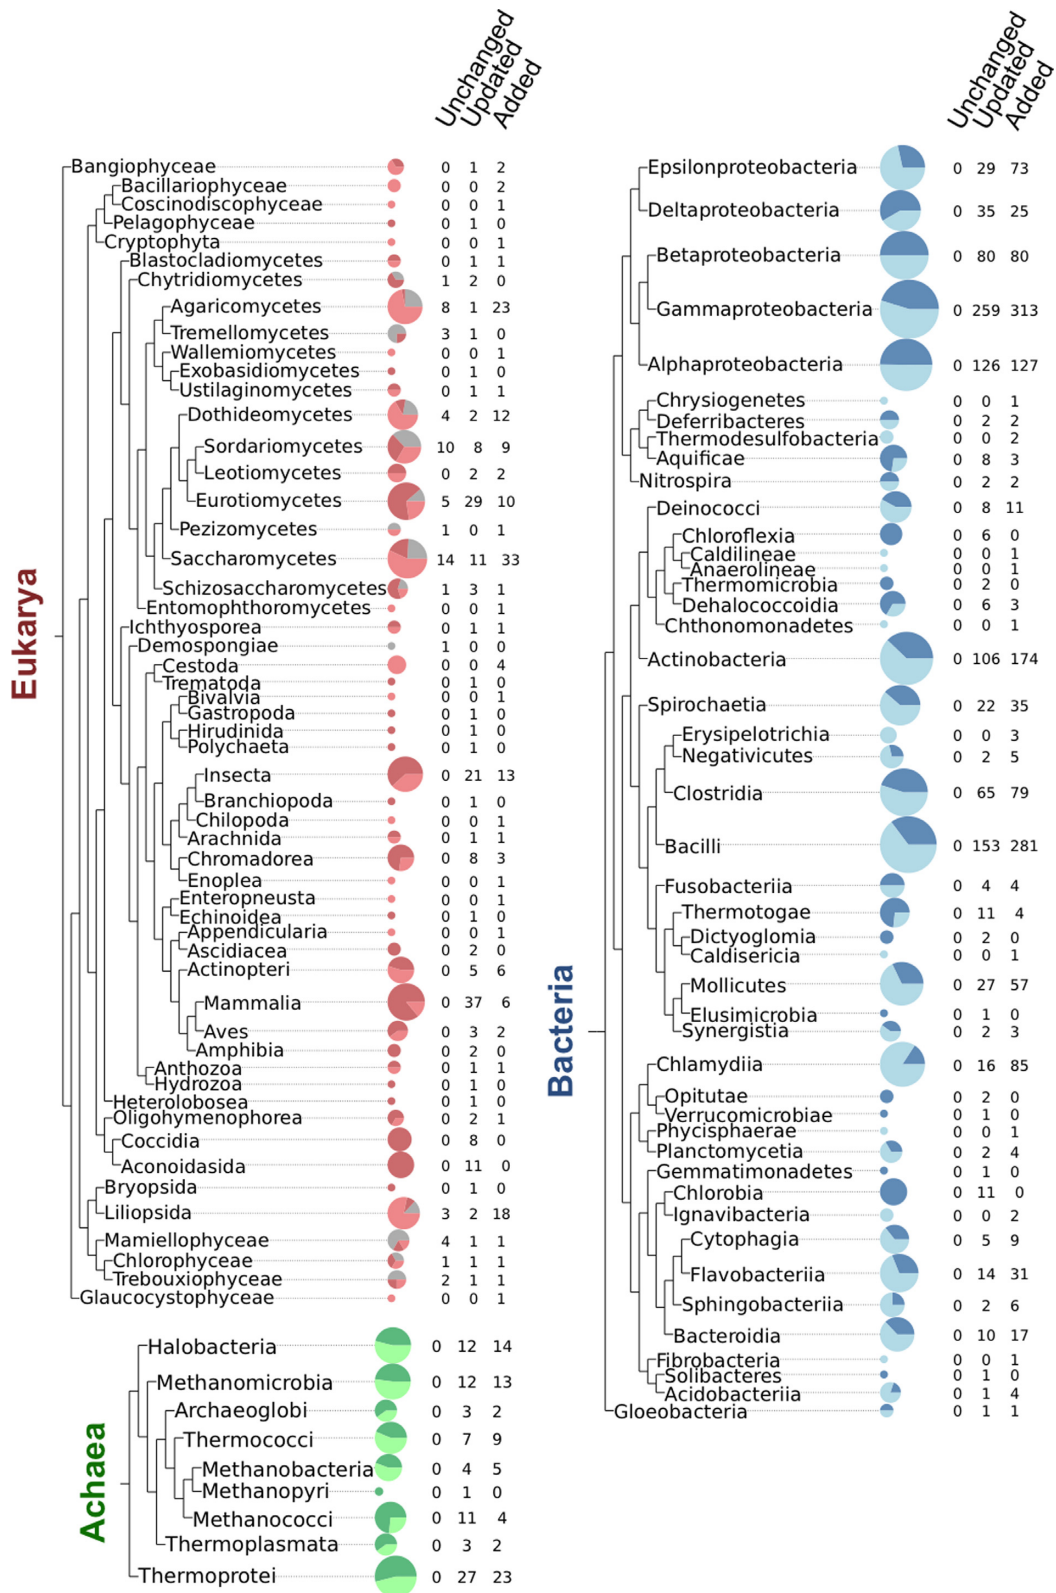 Unchanged
Updated
Added
Bangiophyceae 0 1 2
Bacillariophyceae 0 0 2
Coscinodiscophyceae 0 0 1
Pelagophyceae 0 1 0
Cryptophyta 0 0 1
Blastocladiomycetes 0 1 1
Chytridiomycetes 1 2 0
Agaricomycetes 8 1 23
Tremellomycetes 3 1 0
Wallemiomycetes 0 0 1
Exobasidiomycetes 0 1 0
Ustilaginomycetes 0 1 1
Dothideomycetes 4 2 12
Sordariomycetes 10 8 9
Leotiomycetes 0 2 2
Eurotiomycetes 5 29 10
Pezizomycetes 1 0 1
Saccharomycetes 14 11 33
Schizosaccharomycetes 1 3 1
Entomophthoromycetes 0 0 1
Ichthyosporea 0 1 1
Demospongiae 1 0 0
Cestoda 0 0 4
Trematoda 0 1 0
Bivalvia 0 0 1
Gastropoda 0 1 0
Hirudinida 0 1 0
Polychaeta 0 1 0
Insecta 0 21 13
Branchiopoda 0 1 0
Chilopoda 0 0 1
Arachnida 0 1 1
Chromadorea 0 8 3
Enoplea 0 0 1
Enteropneusta 0 0 1
Echinoidea 0 1 0
Appendicularia 0 0 1
Ascidiacea 0 2 0
Actinopteri 0 5 6
Mammalia 0 37 6
Aves 0 3 2
Amphibia 0 2 0
Anthozoa 0 1 1
Hydrozoa 0 1 0
Heterolobosea 0 1 0
Oligohymenophorea 0 2 1
Coccidia 0 8 0
Aconoidasida 0 11 0
Bryopsida 0 1 0
Liliopsida 3 2 18
Mamiellophyceae 4 1 1
Chlorophyceae 1 1 1
Trebouxiophyceae 2 1 1
Glaucocystophyceae 0 0 1
Eukarya
Halobacteria 0 12 14
Methanomicrobia 0 12 13
Archaeoglobi 0 3 2
Thermococci 0 7 9
Methanobacteria 0 4 5
Methanopyri 0 1 0
Methanococci 0 11 4
Thermoplasmata 0 3 2
Thermoprotei 0 27 23
Achaea
Unchanged
Updated
Added
Epsilonproteobacteria 0 29 73
Deltaproteobacteria 0 35 25
Betaproteobacteria 0 80 80
Gammaproteobacteria 0 259 313
Alphaproteobacteria 0 126 127
Chrysiogenetes 0 0 1
Deferribacteres 0 2 2
Thermodesulfobacteria 0 0 2
Aquificae 0 8 3
Nitrospira 0 2 2
Deinococci 0 8 11
Chloroflexia 0 6 0
Caldilineae 0 0 1
Anaerolineae 0 0 1
Thermomicrobia 0 2 0
Dehalococcoidia 0 6 3
Chthonomonadetes 0 0 1
Actinobacteria 0 106 174
Spirochaetia 0 22 35
Erysipelotrichia 0 0 3
Negativicutes 0 2 5
Clostridia 0 65 79
Bacilli 0 153 281
Fusobacteriia 0 4 4
Thermotogae 0 11 4
Dictyoglomia 0 2 0
Caldisericia 0 0 1
Mollicutes 0 27 57
Elusimicrobia 0 1 0
Synergistia 0 2 3
Chlamydiia 0 16 85
Opitutae 0 2 0
Verrucomicrobiae 0 1 0
Phycisphaerae 0 0 1
Planctomycetia 0 2 4
Gemmatimonadetes 0 1 0
Chlorobia 0 11 0
Ignavibacteria 0 0 2
Cytophagia 0 5 9
Flavobacteriia 0 14 31
Sphingobacteriia 0 2 6
Bacteroidia 0 10 17
Fibrobacteria 0 0 1
Solibacteres 0 1 0
Acidobacteriia 0 1 4
Gloeobacteria 0 1 1
Bacteria